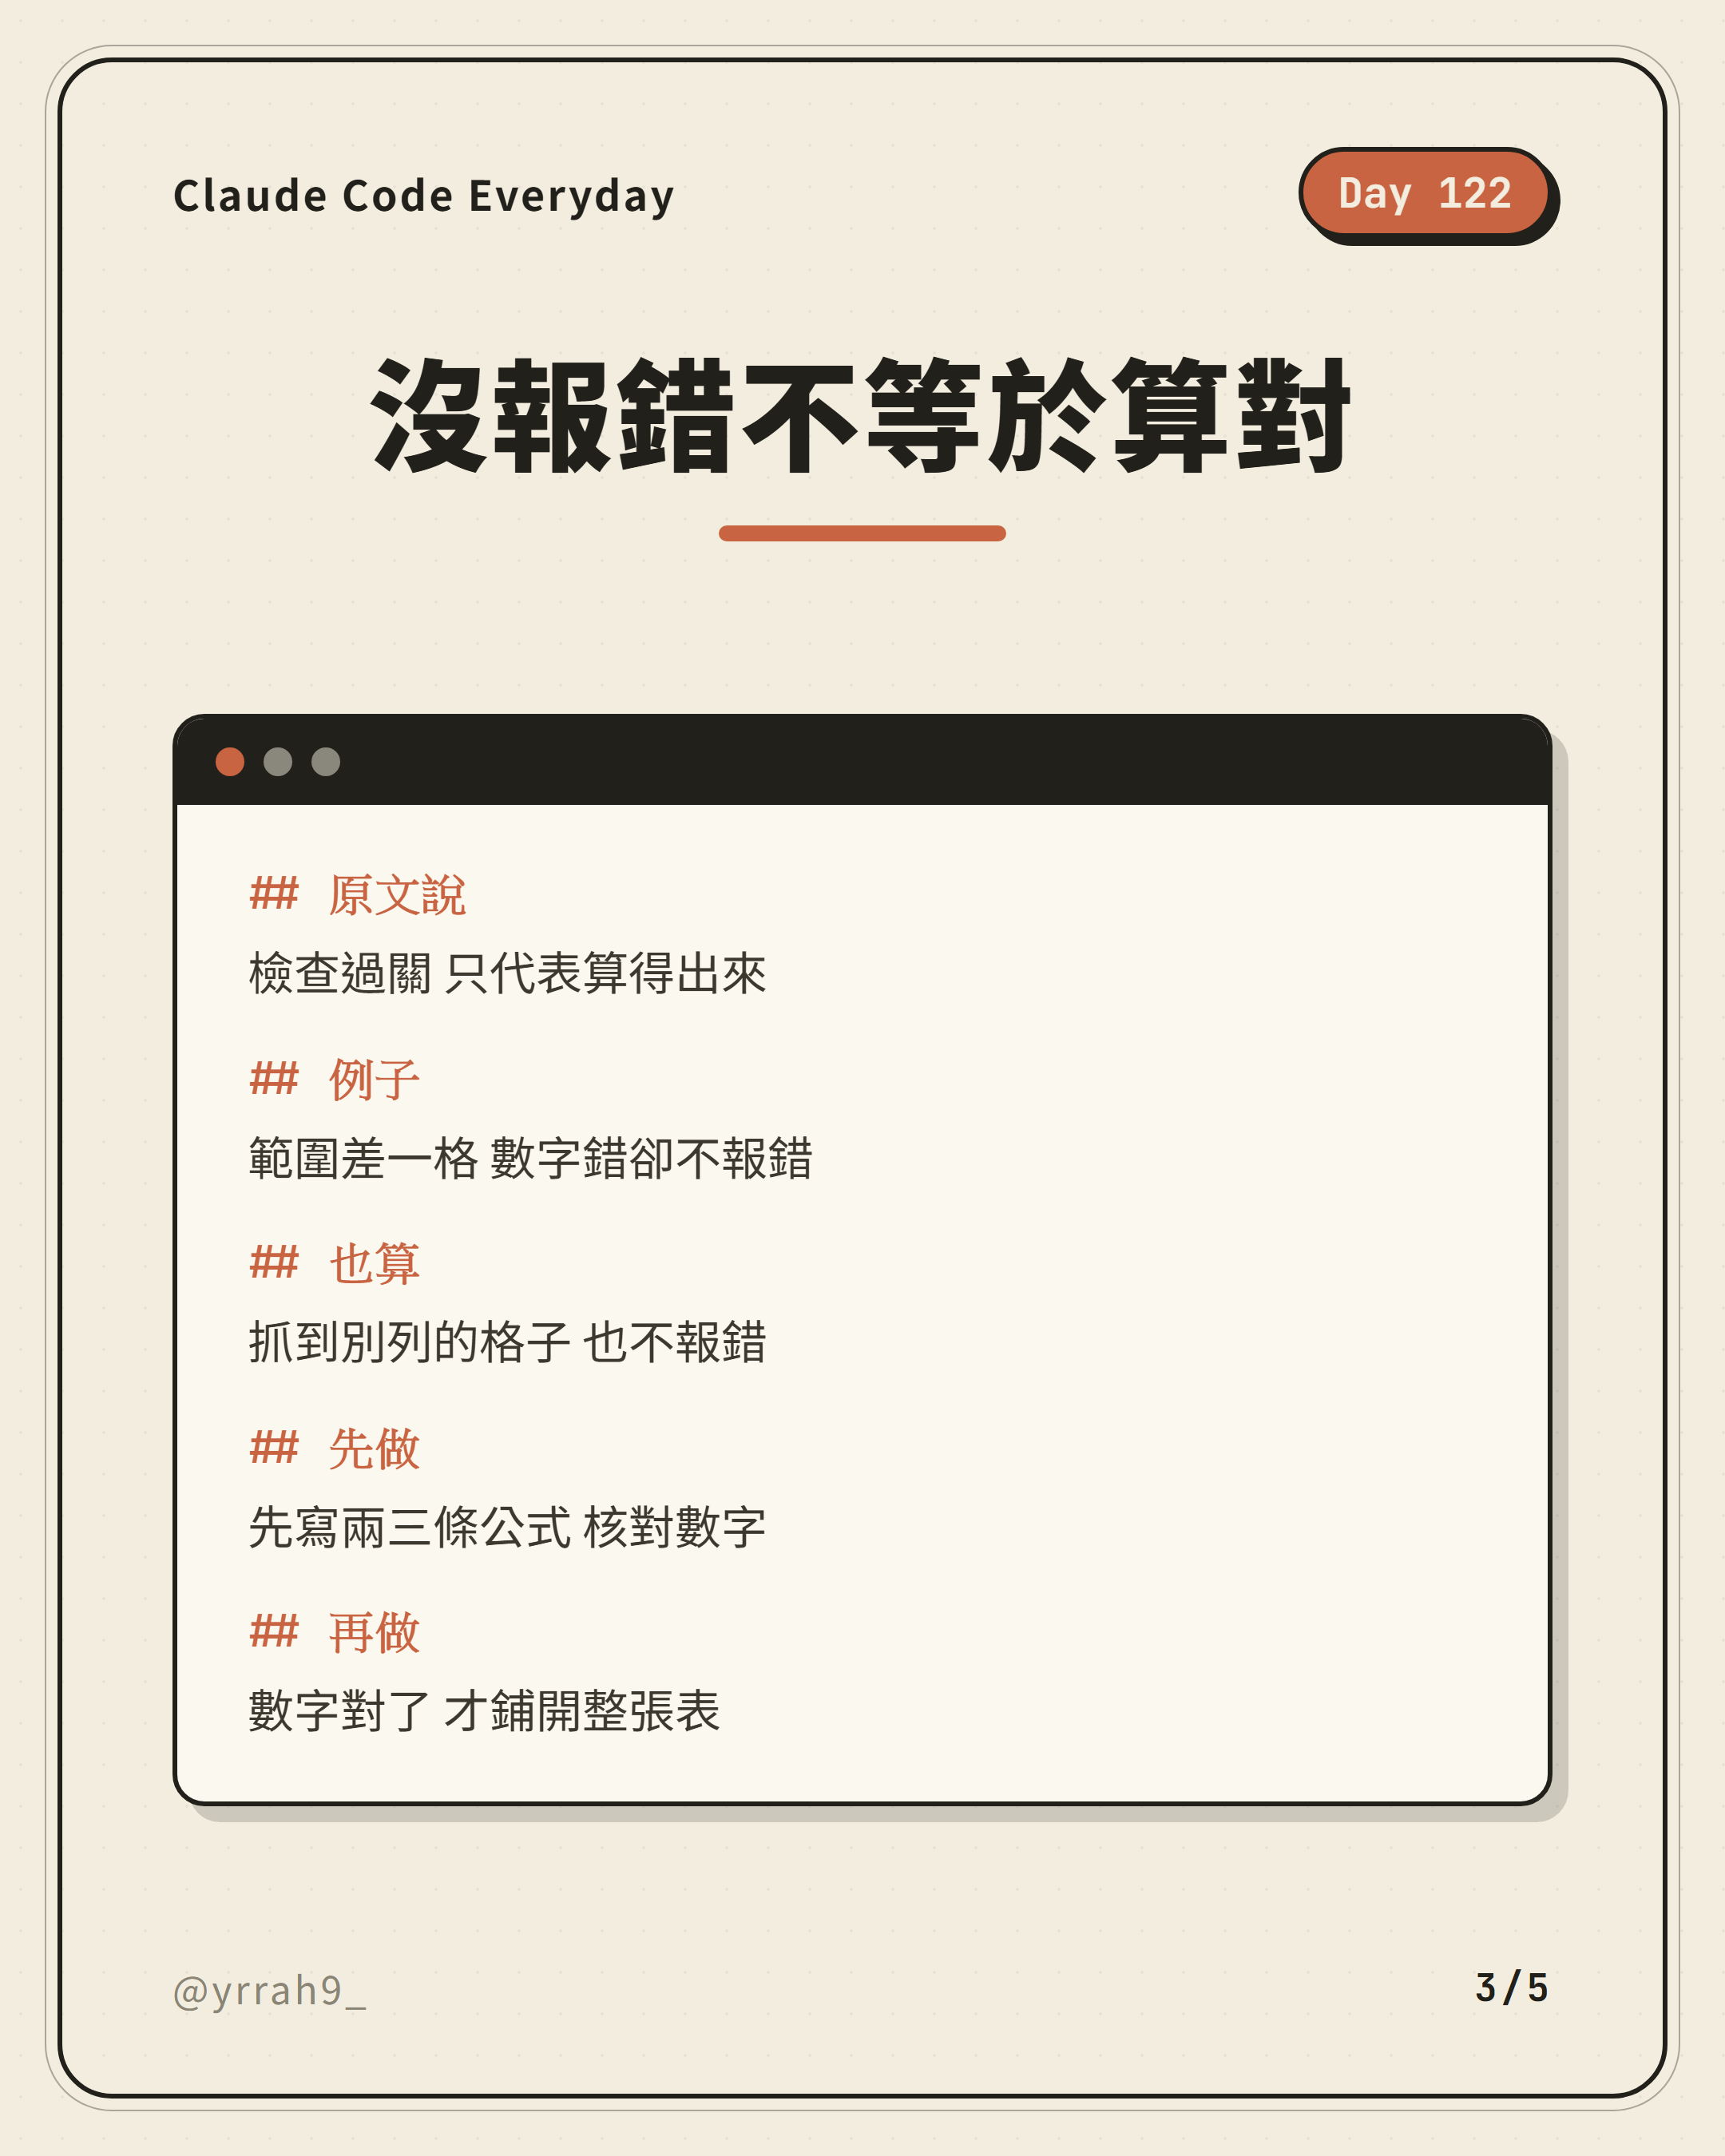 Claude Code Everyday
Day 122
沒報錯不等於算對
## 原文說
檢查過關 只代表算得出來
## 例子
範圍差一格 數字錯卻不報錯
## 也算
抓到別列的格子 也不報錯
## 先做
先寫兩三條公式 核對數字
## 再做
數字對了 才鋪開整張表
@yrrah9_
3/5